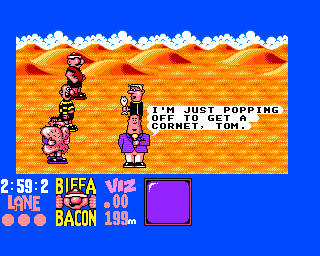 I'M JUST POPPING
OFF TO GET A
CORNET, TOM.
2:59:2 BIFFA VIZ
LANE .00
BACON 199m